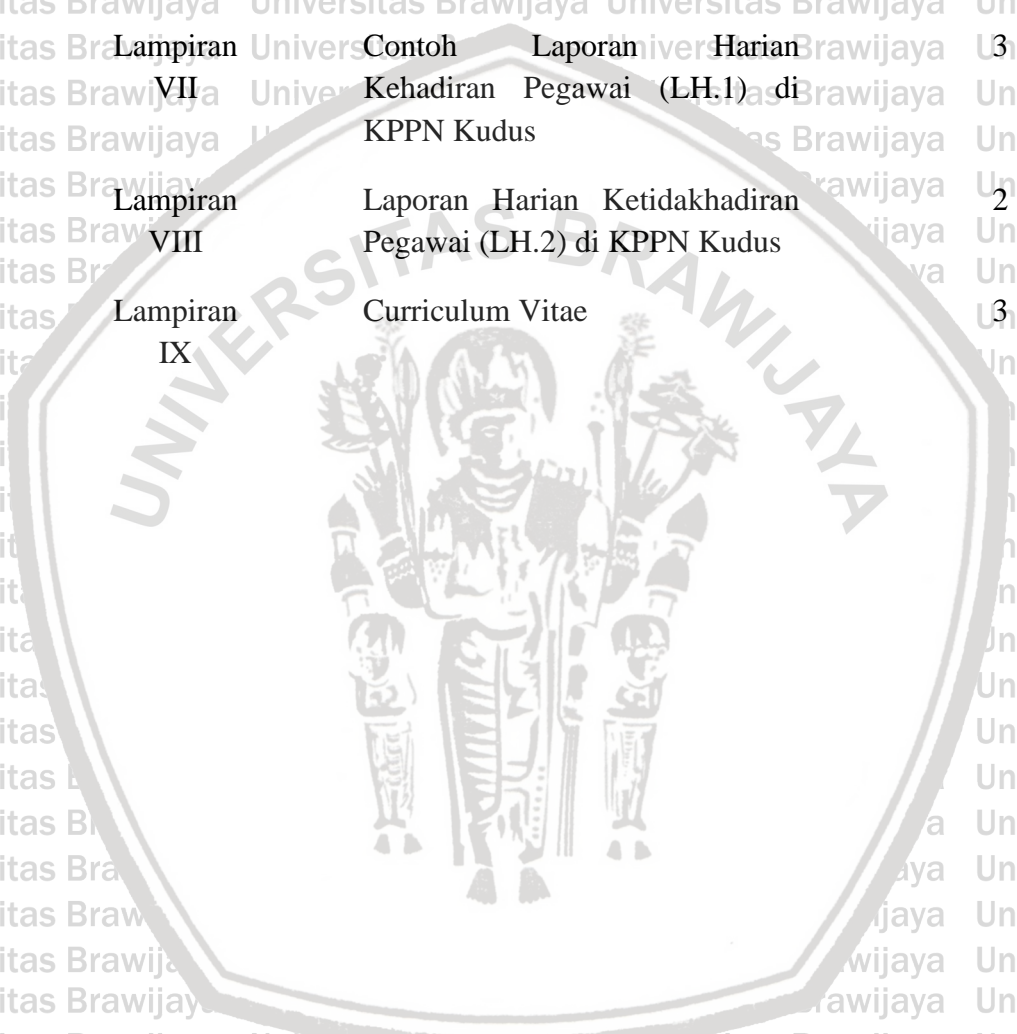 Lampiran Contoh Laporan Harian 3
VII Kehadiran Pegawai (LH.1) di
KPPN Kudus
Lampiran Laporan Harian Ketidakhadiran 2
VIII Pegawai (LH.2) di KPPN Kudus
Lampiran Curriculum Vitae 3
IX
UNIVERSITAS BRAWIJAYA